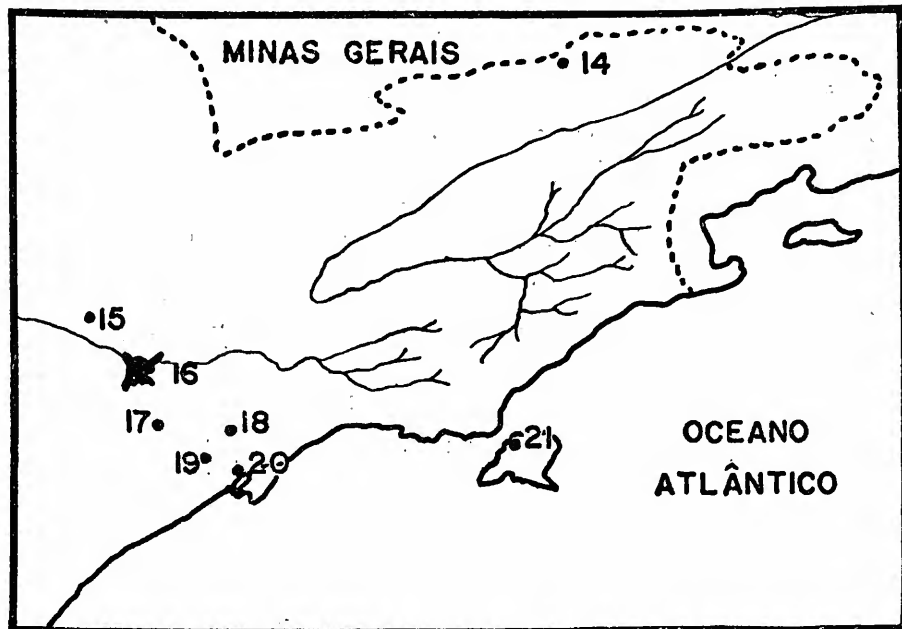 MINAS GERAIS
14
15
16
17
18
19
20
21
OCEANO
ATLÂNTICO